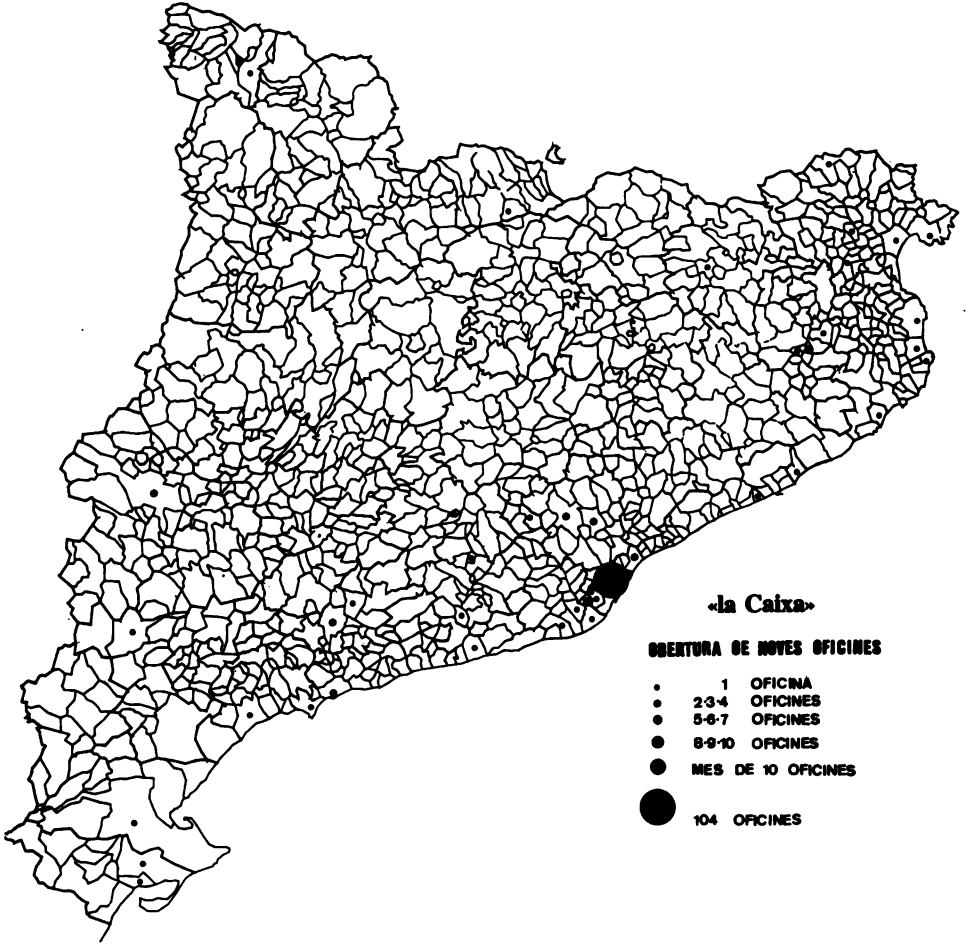 «la Caixa»
OBERTURA DE NOVES OFICINES
1 OFICINA
2·3·4 OFICINES
5·6·7 OFICINES
8·9·10 OFICINES
MES DE 10 OFICINES
104 OFICINES